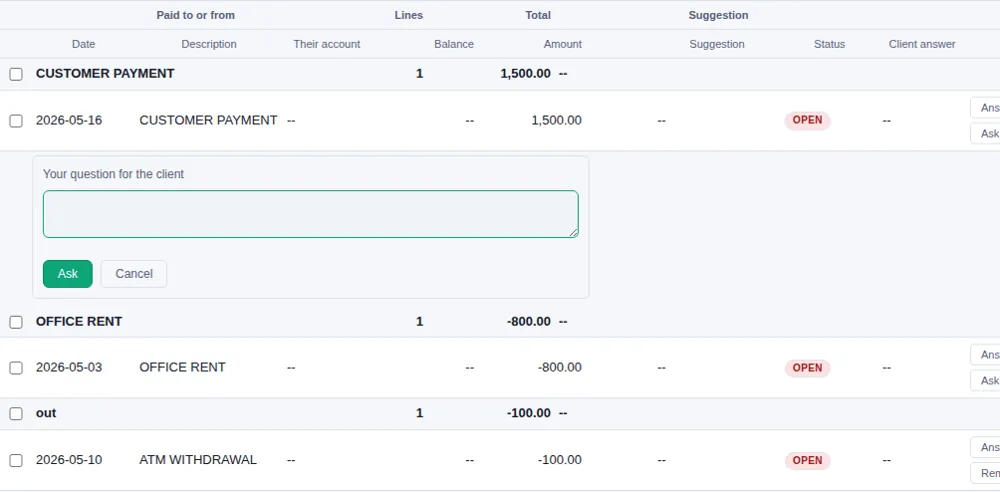 Paid to or from Lines Total Suggestion
Date Description Their account Balance Amount Suggestion Status Client answer
CUSTOMER PAYMENT 1 1,500.00 --
2026-05-16 CUSTOMER PAYMENT -- -- 1,500.00 -- OPEN -- Ans
Ask
Your question for the client
Ask Cancel
OFFICE RENT 1 -800.00 --
2026-05-03 OFFICE RENT -- -- -800.00 -- OPEN -- Ans
Ask
out 1 -100.00 --
2026-05-10 ATM WITHDRAWAL -- -- -100.00 -- OPEN -- Ans
Rem